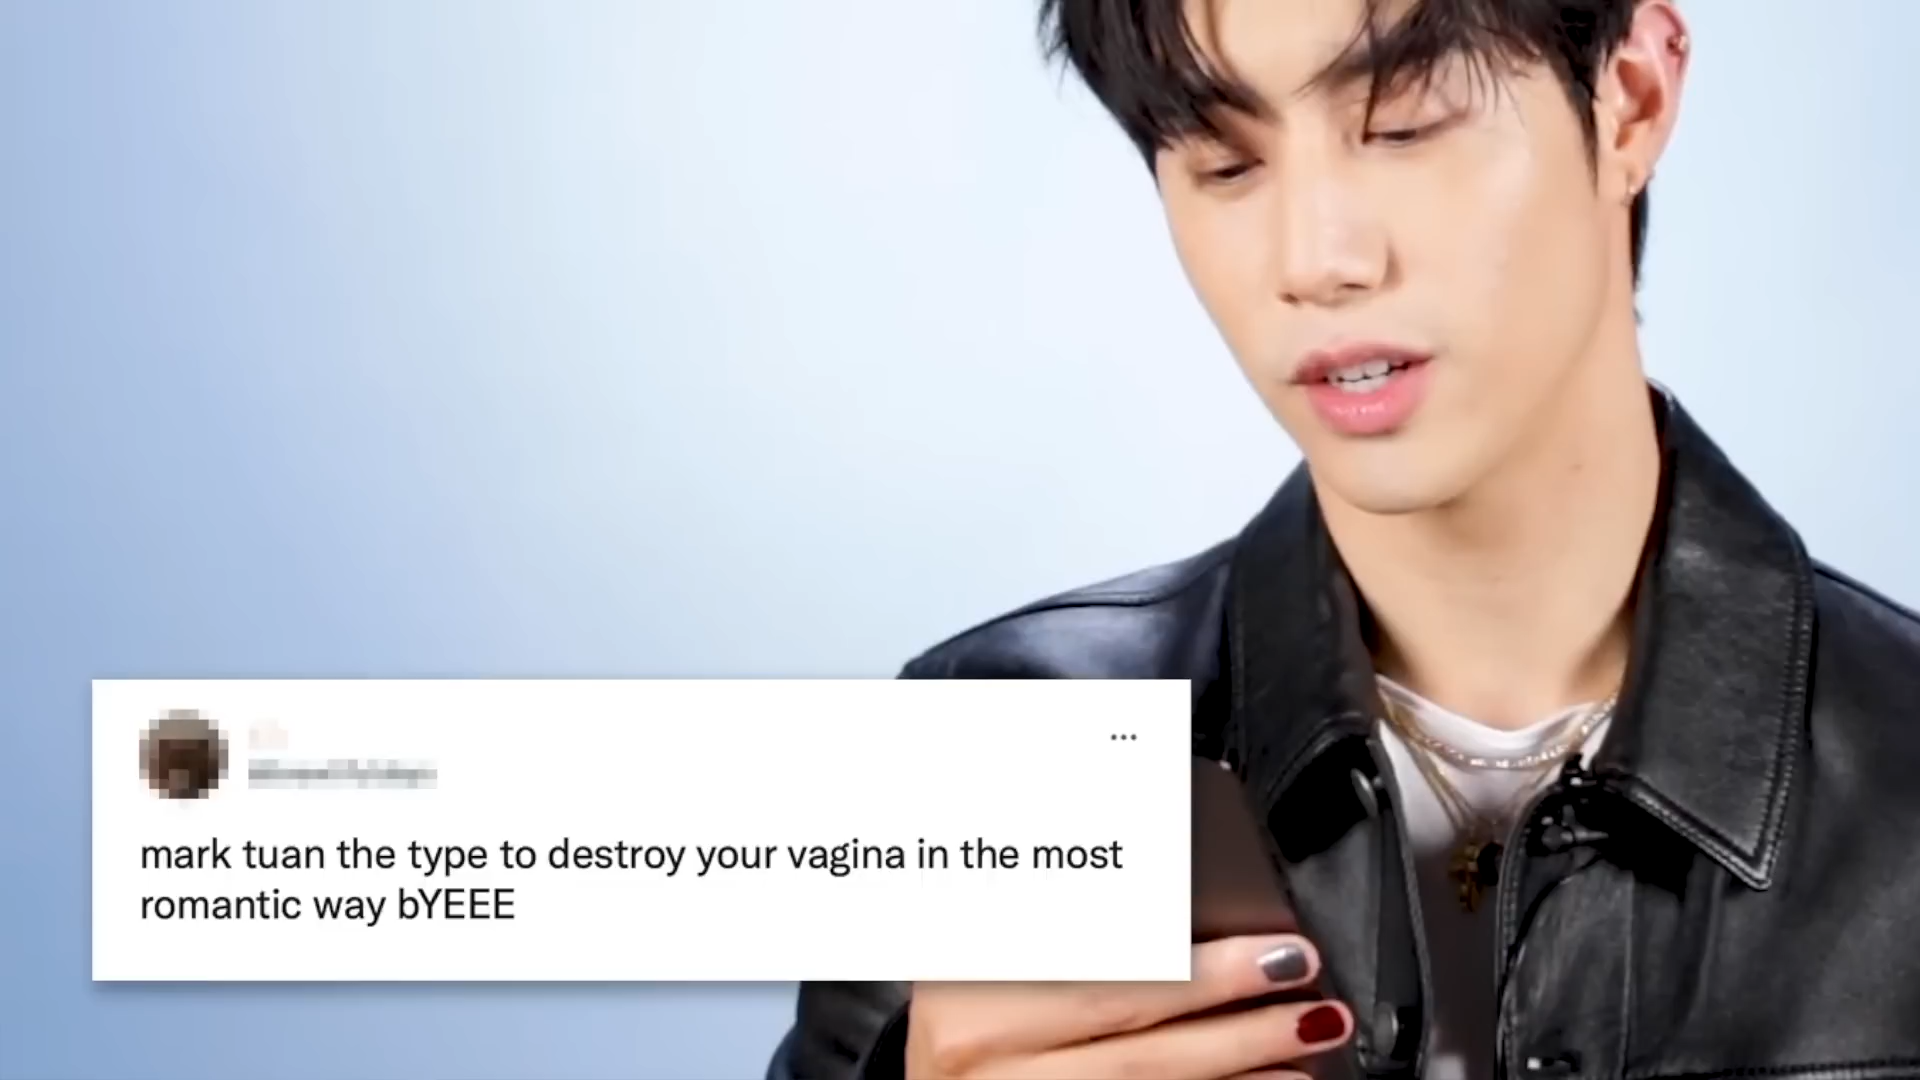 mark tuan the type to destroy your vagina in the most
romantic way bYEEE